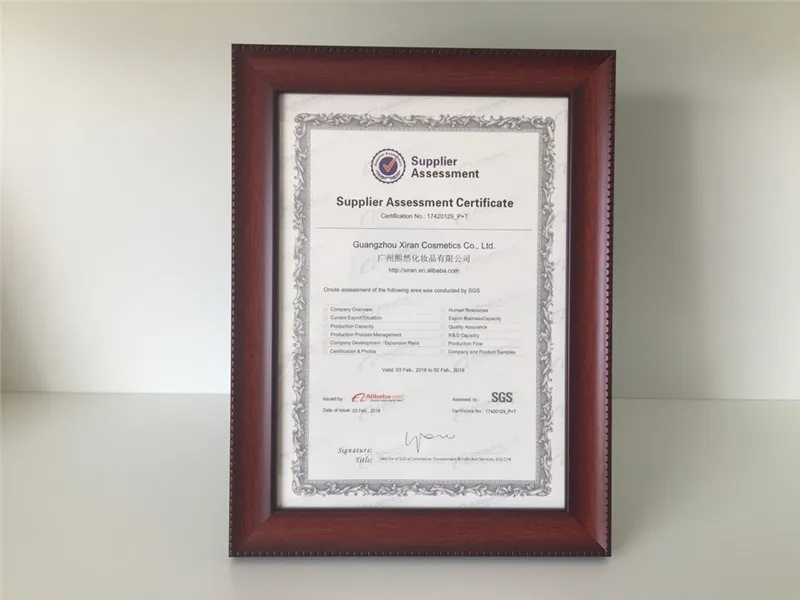 Supplier
Assessment
Supplier Assessment Certificate
Certification No.: 17420129_P+T
Guangzhou Xiran Cosmetics Co., Ltd.
广州熙然化妆品有限公司
http://xiran.en.alibaba.com
Onsite assessment of the following area was conducted by SGS
Company Overview
Human Resources
Current Export Situation
Export Business Capacity
Production Capacity
Quality Assurance
Production Process Management
R&D Capacity
Company Development / Expansion Plans
Production Flow
Certification & Photos
Company and Product Samples
Valid: 03 Feb., 2018 to 02 Feb., 2019
Issued by: Alibaba.com
Assessed by: SGS
Date of Issue: 02 Feb., 2018
Certificate No.: 17420129_P+T
Signature:
Title: